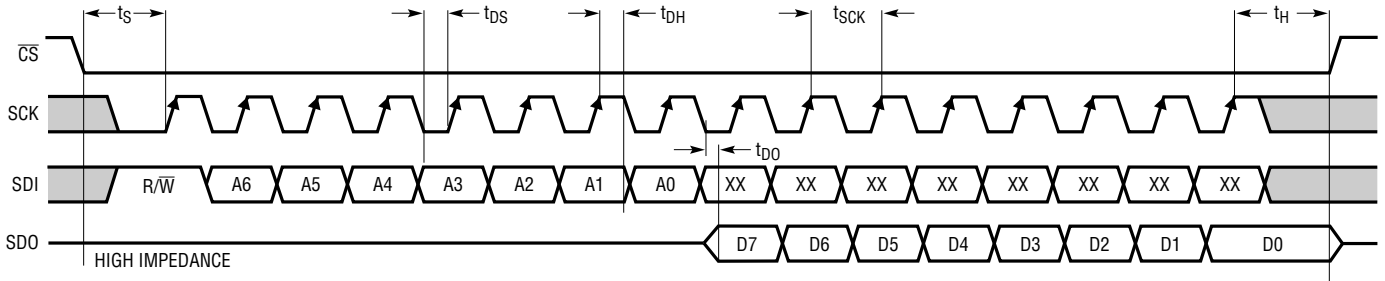 tS tDS tDH tSCK tH
C̅S̅
SCK
tDO
SDI R/W̅ A6 A5 A4 A3 A2 A1 A0 XX XX XX XX XX XX XX XX
SDO D7 D6 D5 D4 D3 D2 D1 D0
HIGH IMPEDANCE